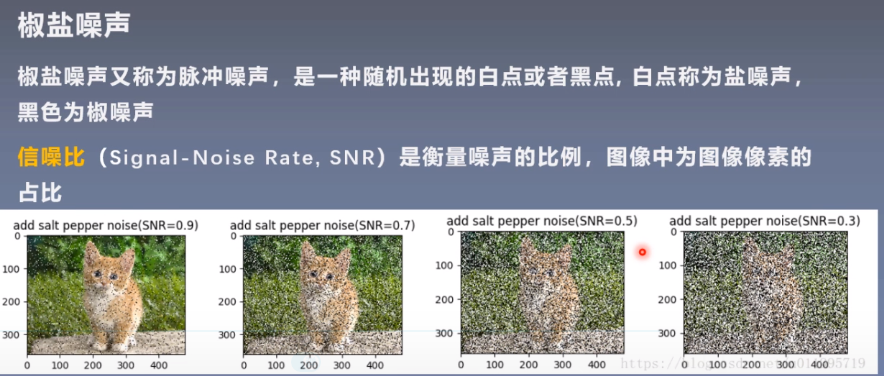 椒盐噪声
椒盐噪声又称为脉冲噪声，是一种随机出现的白点或者黑点, 白点称为盐噪声，
黑色为椒噪声
信噪比（Signal-Noise Rate, SNR）是衡量噪声的比例，图像中为图像像素的
占比
add salt pepper noise(SNR=0.9) add salt pepper noise(SNR=0.7) add salt pepper noise(SNR=0.5) add salt pepper noise(SNR=0.3)
0 0 0 0
100 100 100 100
200 200 200 200
300 300 300 300
0 100 200 300 400 0 100 200 300 400 0 100 200 300 400 0 100 200 300 400